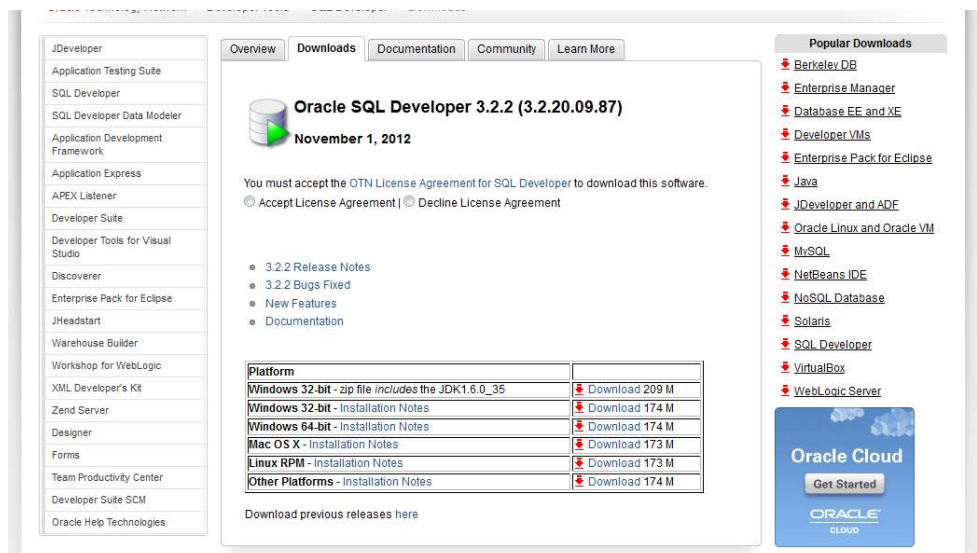 JDeveloper
Application Testing Suite
SQL Developer
SQL Developer Data Modeler
Application Development
Framework
Application Express
APEX Listener
Developer Suite
Developer Tools for Visual
Studio
Discoverer
Enterprise Pack for Eclipse
JHeadstart
Warehouse Builder
Workshop for WebLogic
XML Developer's Kit
Zend Server
Designer
Forms
Team Productivity Center
Developer Suite SCM
Oracle Help Technologies
Overview Downloads Documentation Community Learn More
Oracle SQL Developer 3.2.2 (3.2.20.09.87)
November 1, 2012
You must accept the OTN License Agreement for SQL Developer to download this software.
Accept License Agreement | Decline License Agreement
3.2.2 Release Notes
3.2.2 Bugs Fixed
New Features
Documentation
Platform
Windows 32-bit - zip file includes the JDK1.6.0_35 Download 209 M
Windows 32-bit - Installation Notes Download 174 M
Windows 64-bit - Installation Notes Download 174 M
Mac OS X - Installation Notes Download 173 M
Linux RPM - Installation Notes Download 173 M
Other Platforms - Installation Notes Download 174 M
Download previous releases here
Popular Downloads
Berkeley DB
Enterprise Manager
Database EE and XE
Developer VMs
Enterprise Pack for Eclipse
Java
JDeveloper and ADF
Oracle Linux and Oracle VM
MySQL
NetBeans IDE
NoSQL Database
Solaris
SQL Developer
VirtualBox
WebLogic Server
Oracle Cloud
Get Started
ORACLE
CLOUD